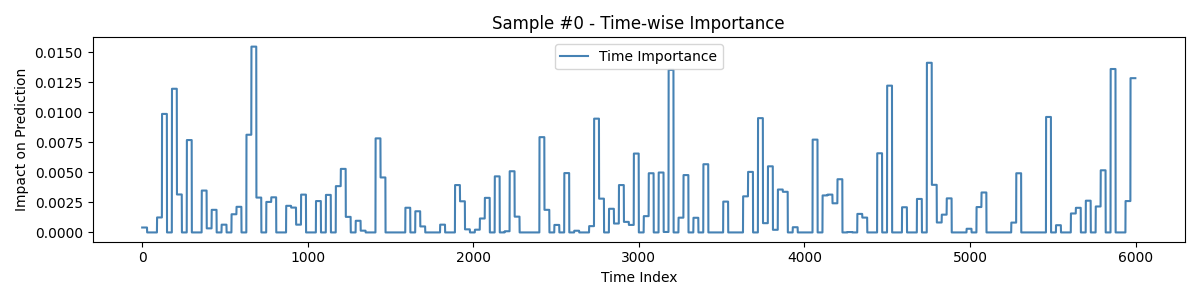 Sample #0 - Time-wise Importance
Time Importance
Impact on Prediction
0.0150
0.0125
0.0100
0.0075
0.0050
0.0025
0.0000
0 1000 2000 3000 4000 5000 6000
Time Index